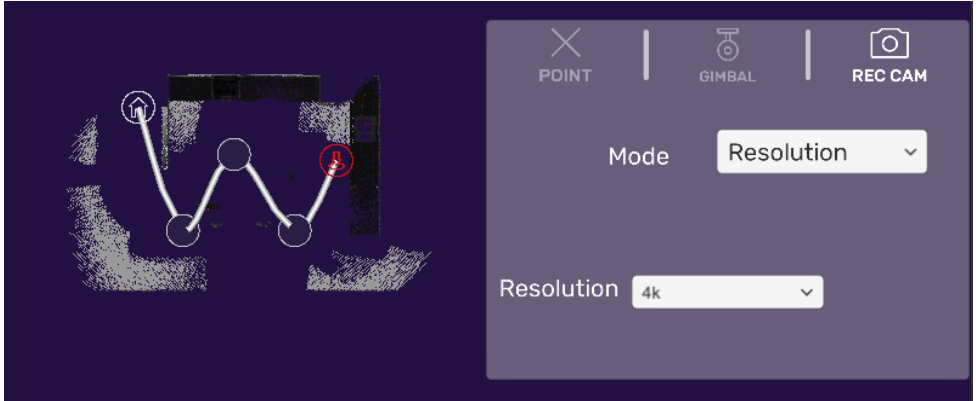 POINT
GIMBAL
REC CAM
Mode
Resolution
Resolution
4k